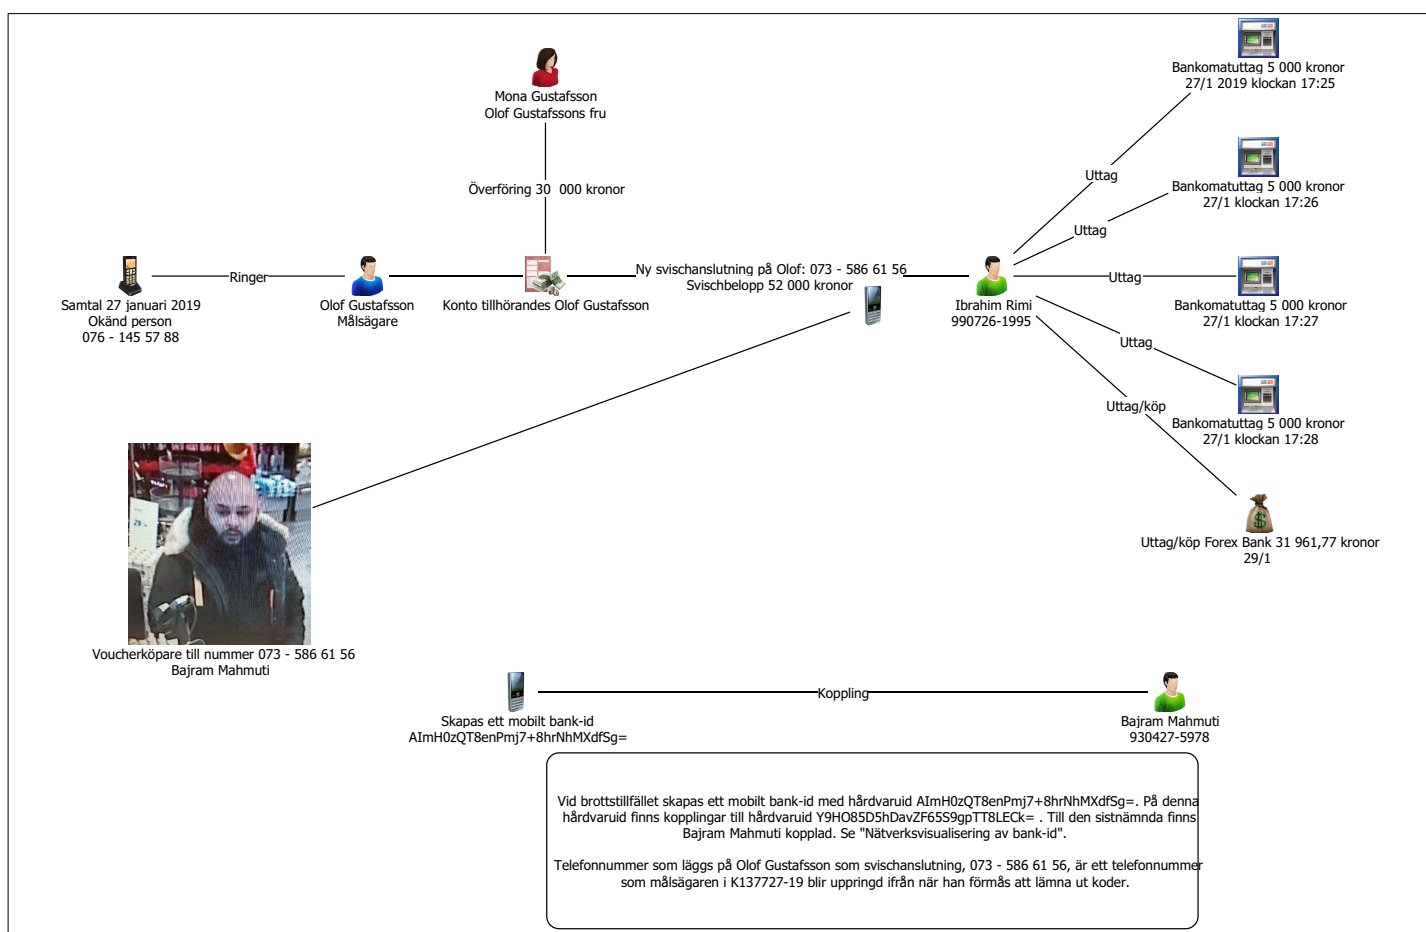 Bankomatuttag 5 000 kronor
27/1 2019 klockan 17:25
Mona Gustafsson
Olof Gustafssons fru
Uttag
Bankomatuttag 5 000 kronor
27/1 klockan 17:26
Överföring 30 000 kronor
Uttag
Ringer
Ny svischanslutning på Olof: 073 - 586 61 56
Svischbelopp 52 000 kronor
Uttag
Samtal 27 januari 2019
Okänd person
076 - 145 57 88
Olof Gustafsson
Målsägare
Konto tillhörandes Olof Gustafsson
Ibrahim Rimi
990726-1995
Bankomatuttag 5 000 kronor
27/1 klockan 17:27
Uttag
Uttag/köp
Bankomatuttag 5 000 kronor
27/1 klockan 17:28
Uttag/köp Forex Bank 31 961,77 kronor
29/1
Voucherköpare till nummer 073 - 586 61 56
Bajram Mahmuti
Koppling
Skapas ett mobilt bank-id
AImH0zQT8enPmj7+8hrNhMXdfSg=
Bajram Mahmuti
930427-5978
Vid brottstillfället skapas ett mobilt bank-id med hårdvaruid AImH0zQT8enPmj7+8hrNhMXdfSg=. På denna
hårdvaruid finns kopplingar till hårdvaruid Y9HO85D5hDavZF65S9gpTT8LECk= . Till den sistnämnda finns
Bajram Mahmuti kopplad. Se "Nätverksvisualisering av bank-id".
Telefonnummer som läggs på Olof Gustafsson som svischanslutning, 073 - 586 61 56, är ett telefonnummer
som målsägaren i K137727-19 blir uppringd ifrån när han förmås att lämna ut koder.